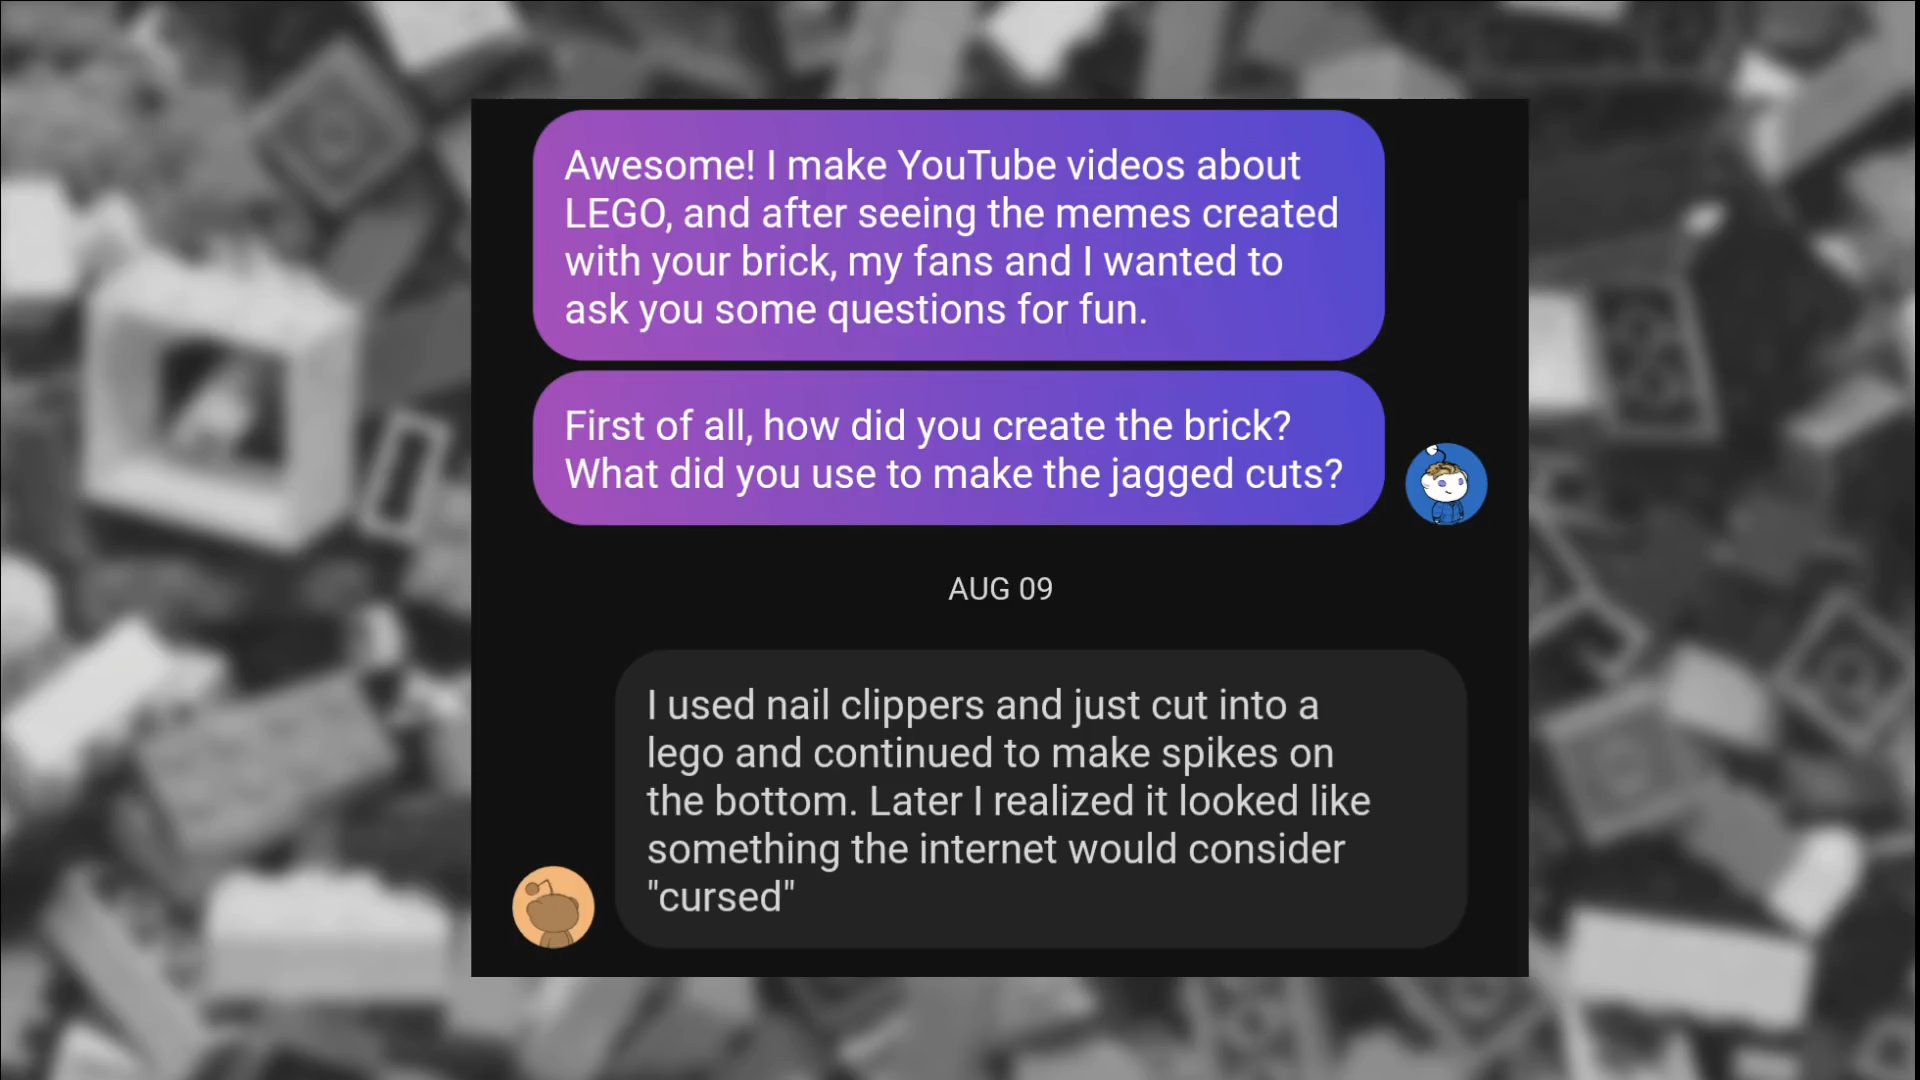 Awesome! I make YouTube videos about
LEGO, and after seeing the memes created
with your brick, my fans and I wanted to
ask you some questions for fun.
First of all, how did you create the brick?
What did you use to make the jagged cuts?
AUG 09
I used nail clippers and just cut into a
lego and continued to make spikes on
the bottom. Later I realized it looked like
something the internet would consider
"cursed"